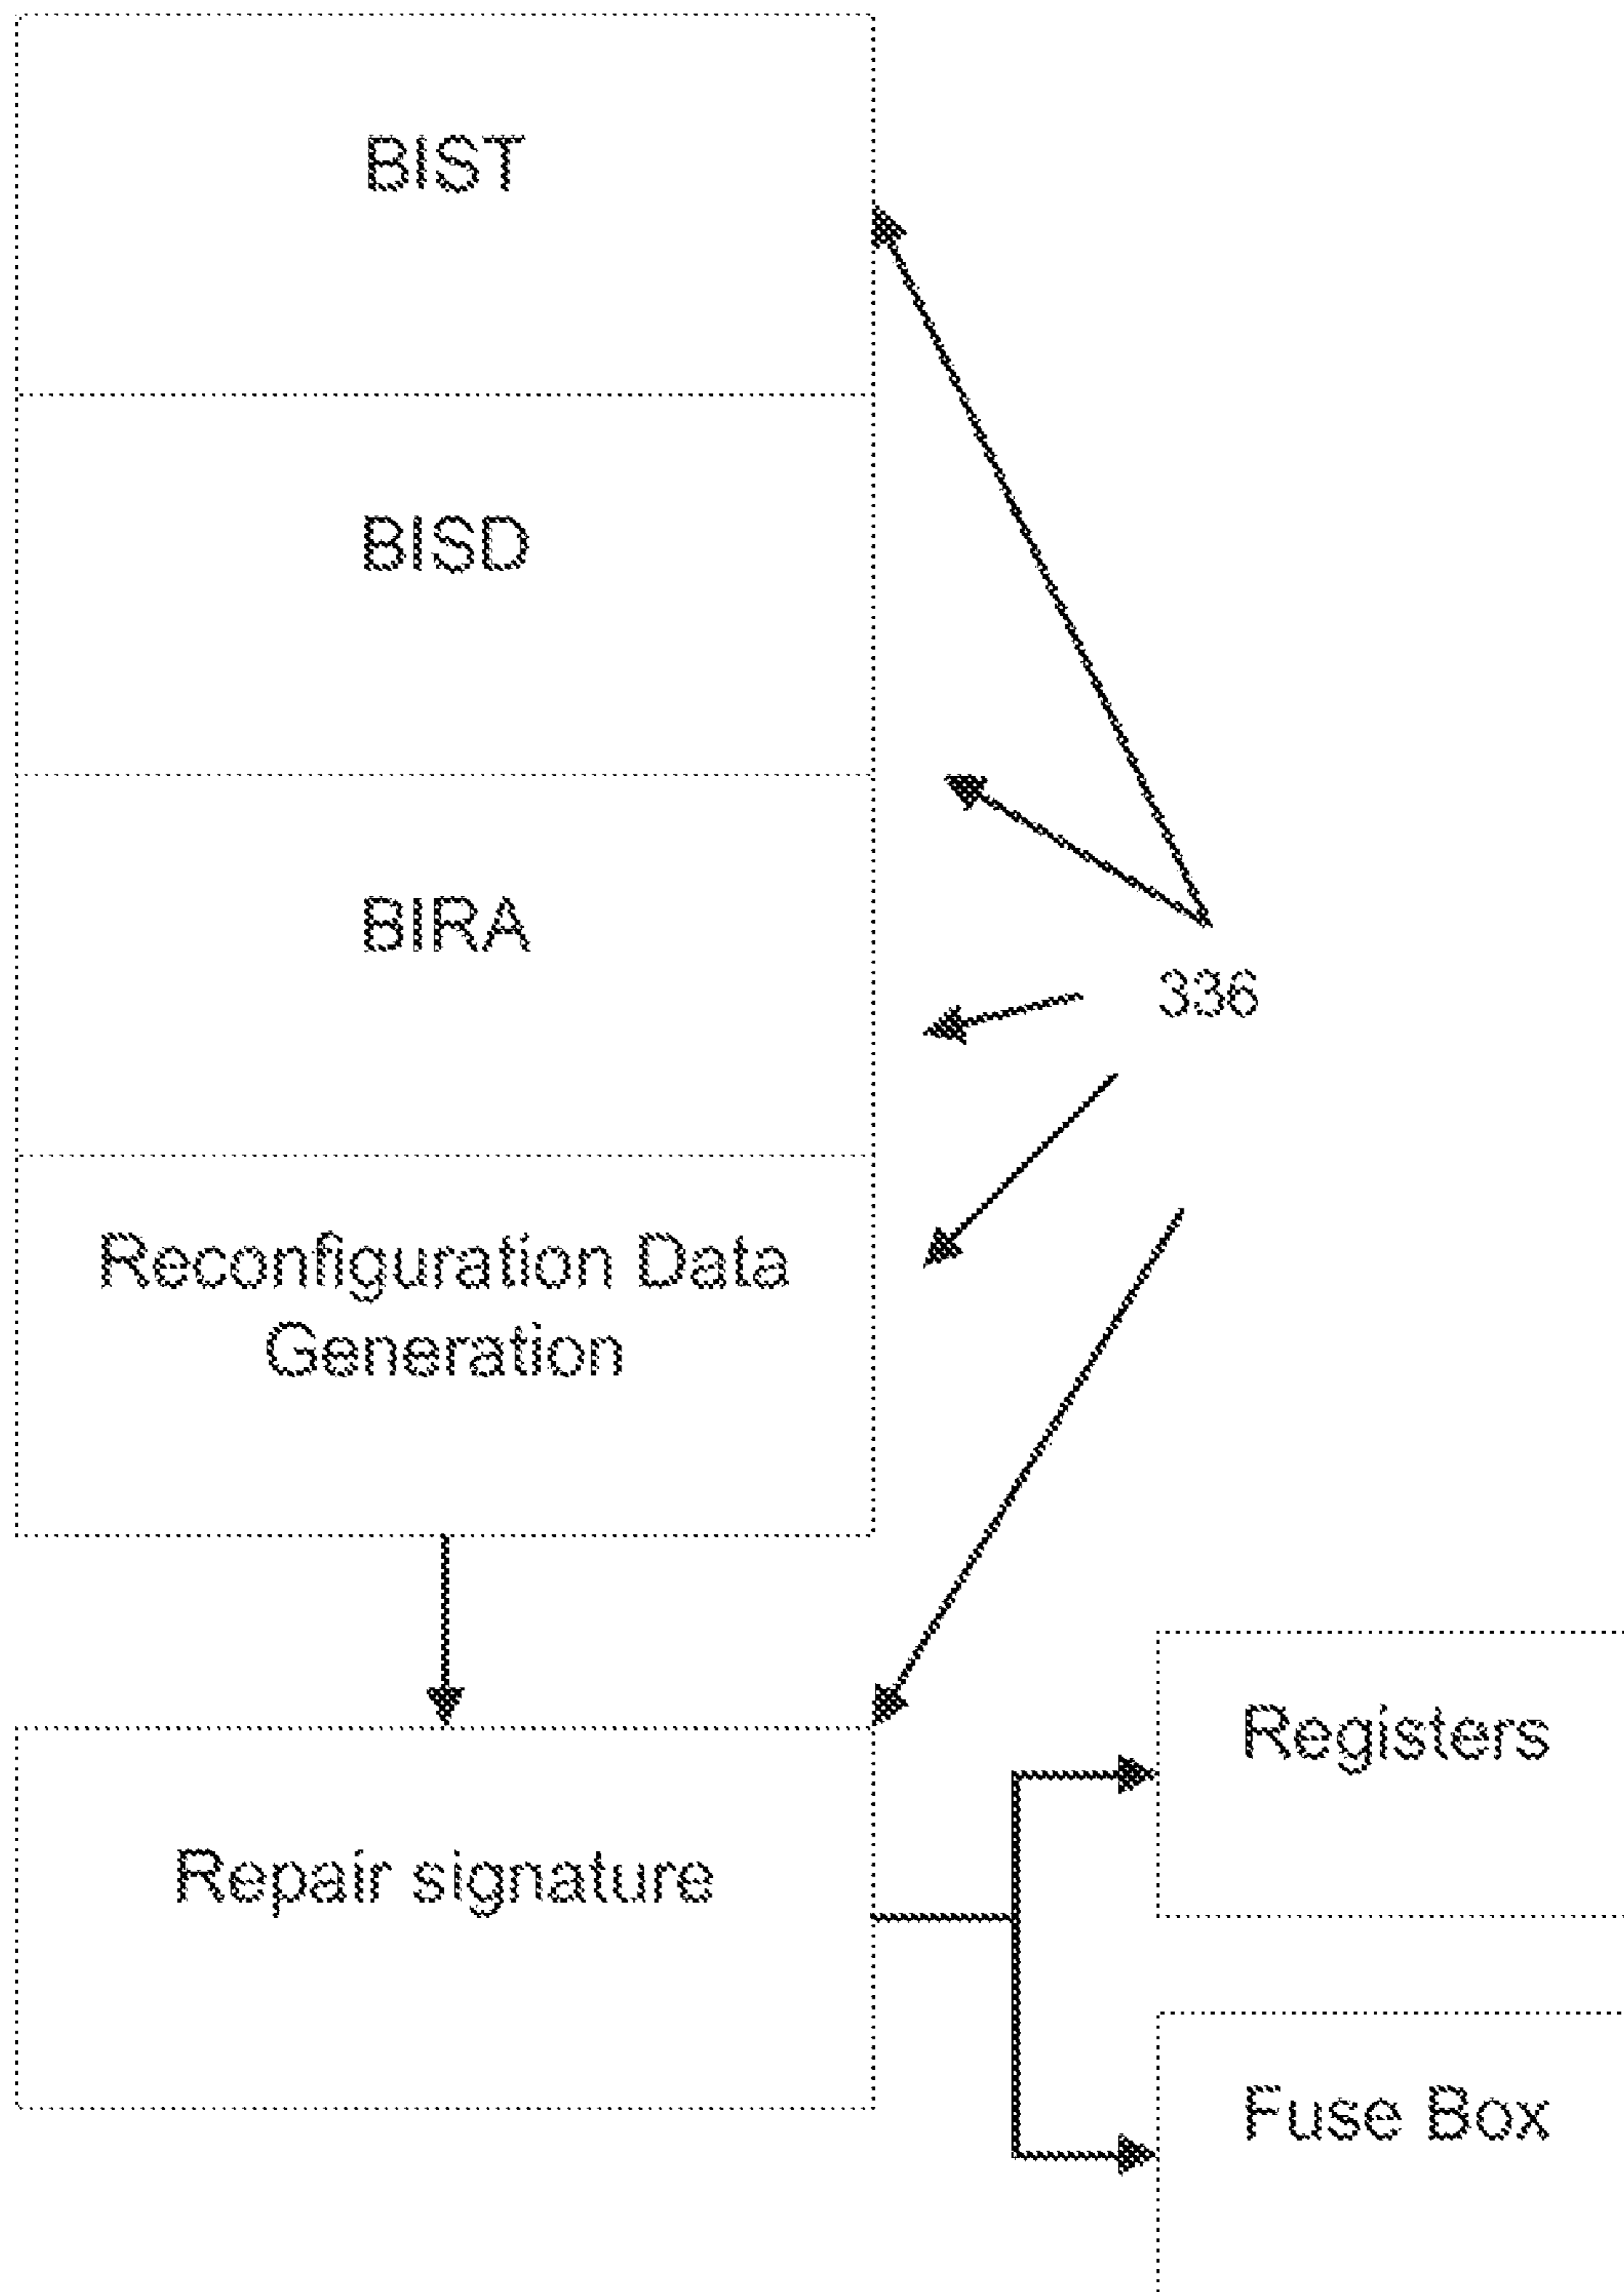 BIST
BISD
BIRA
336
Reconfiguration Data
Generation
Registers
Repair signature
Fuse Box